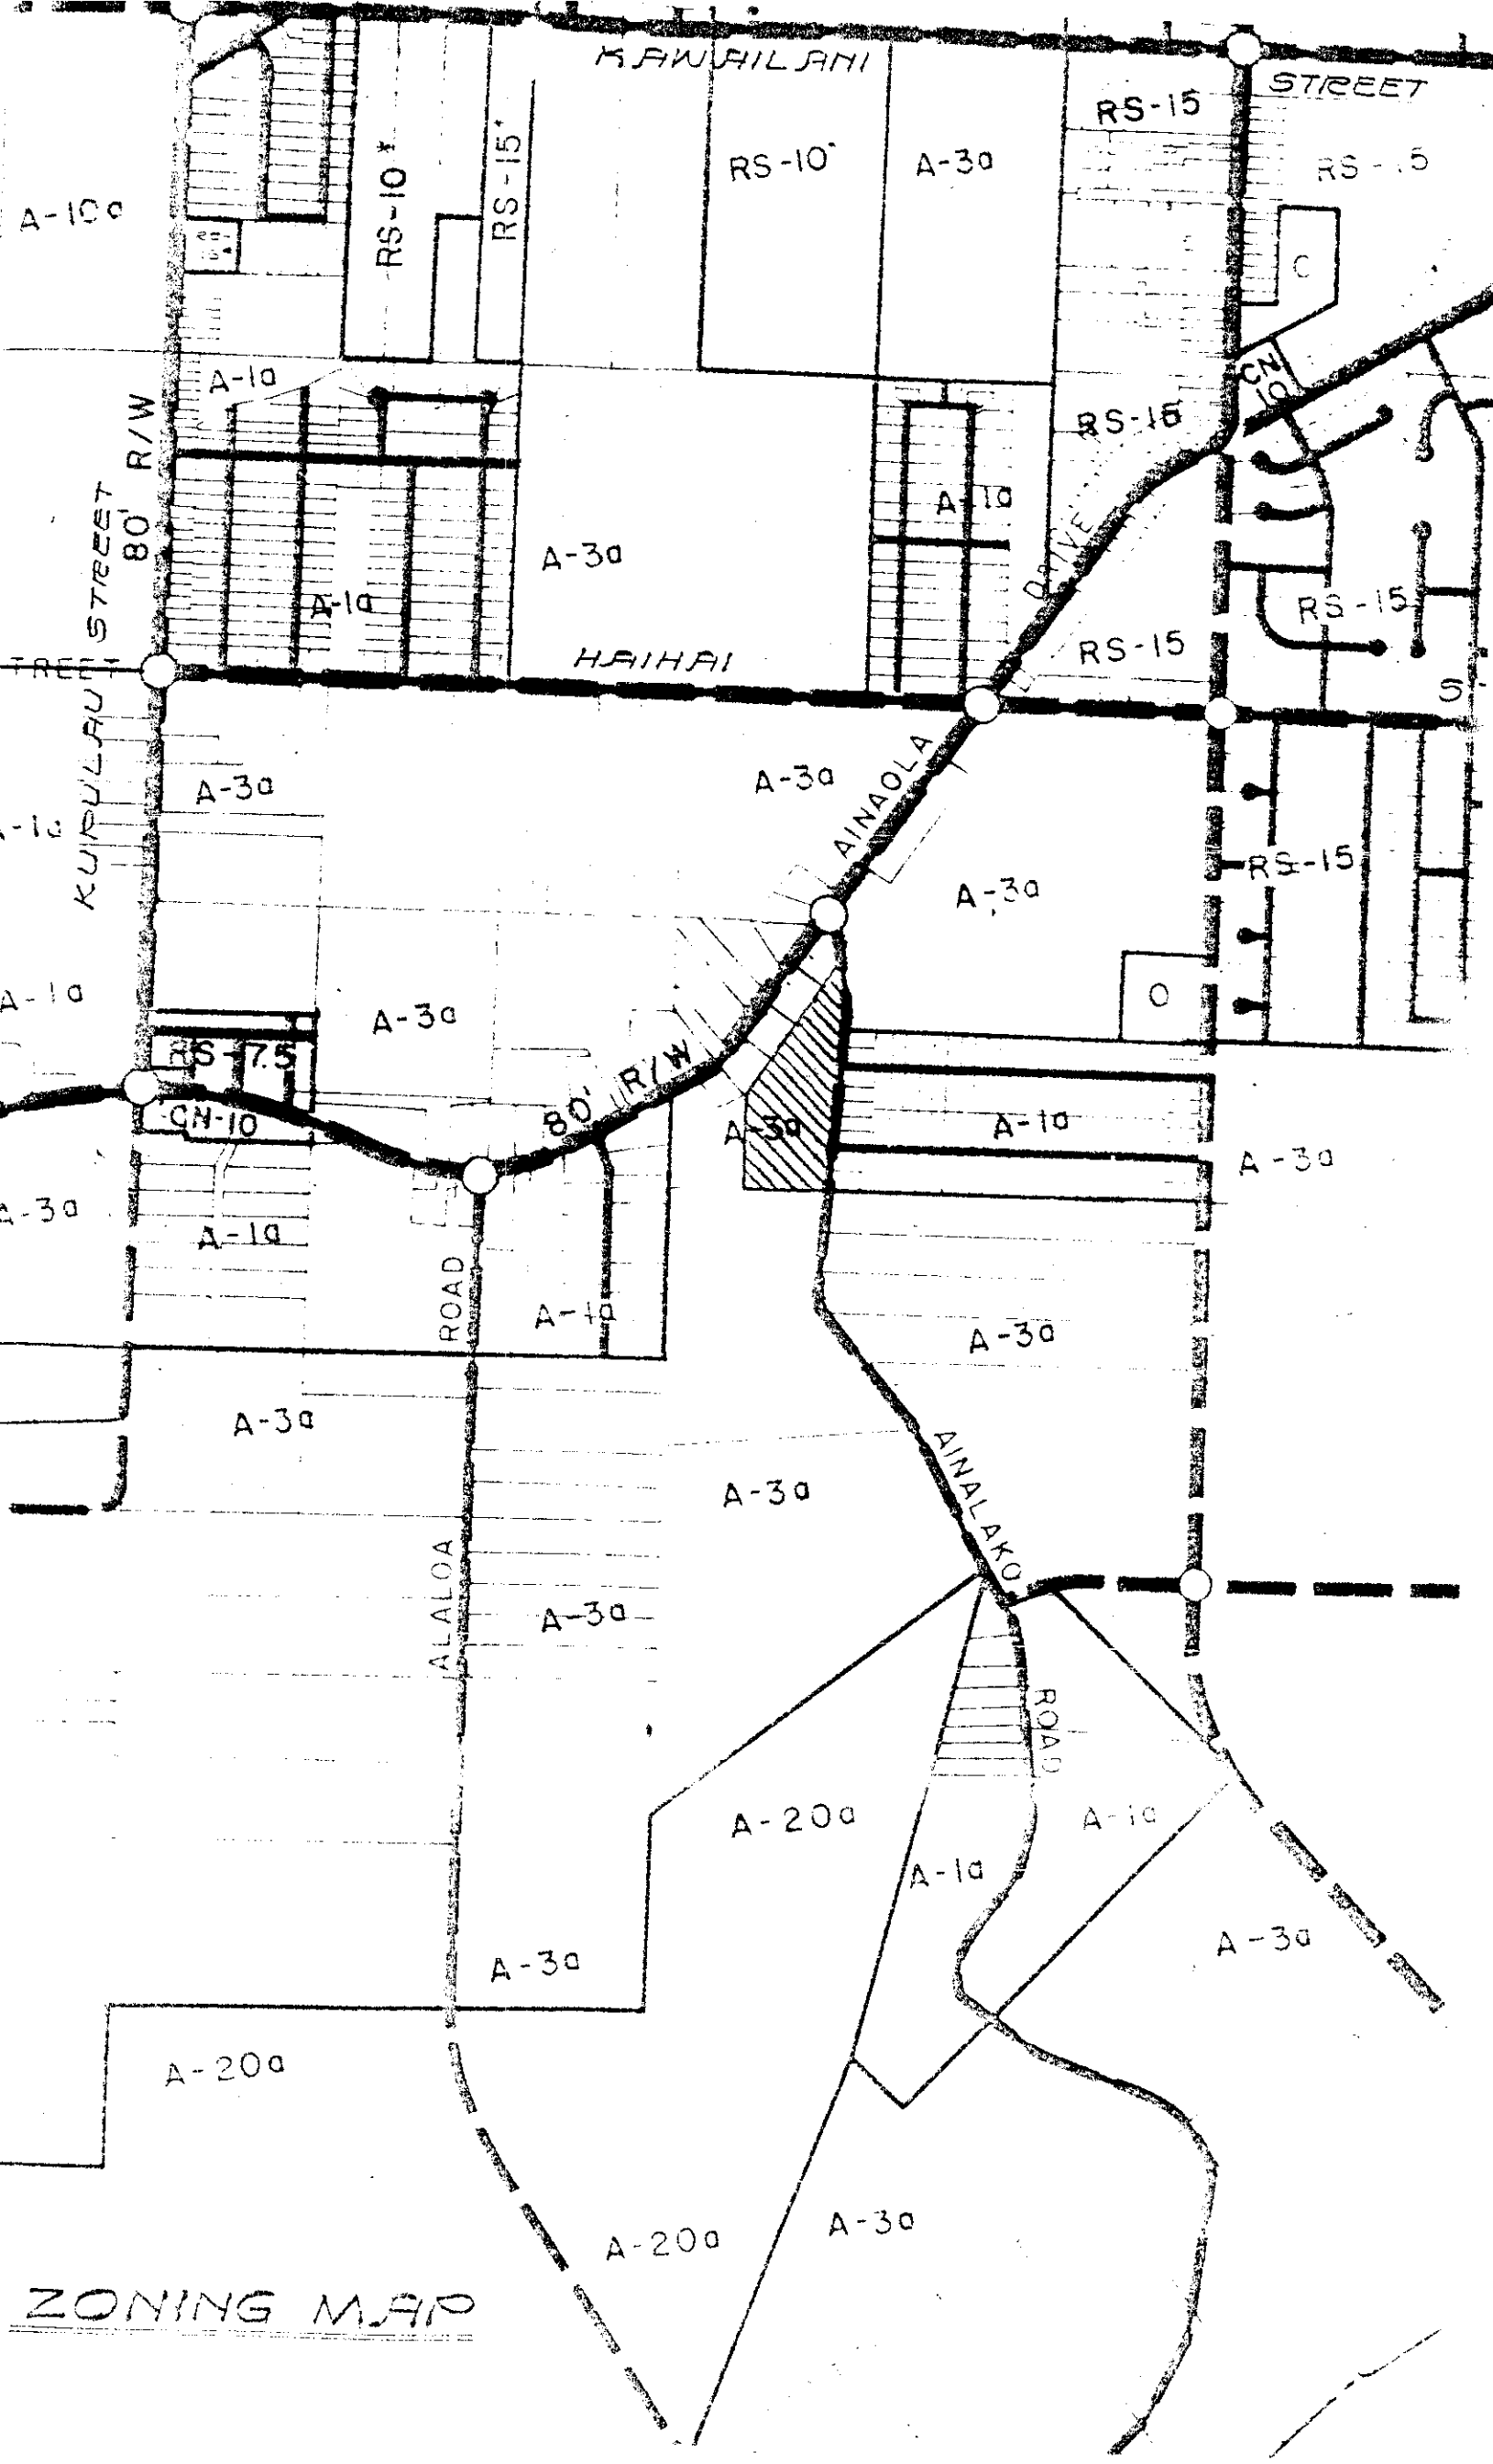 KAWAILANI
STREET
RS-15
RS-15
A-10a
RS-10*
RS-15+
RS-10
A-3a
C
A-1a
CN
10
RS-15
KUPULAU STREET
80' R/W
A-3a
A-1a
A-1a
DRIVE
RS-15
RS-15
TREET
HAIHAI
S
A-3a
A-3a
AINAOLA
A-1a
RS-15
A-3a
A-1a
A-3a
O
RS-7.5
80' R/W
CN-10
A-3a
A-1a
A-3a
A-3a
A-1a
ROAD
A-1a
A-3a
A-3a
A-3a
AINALAKO
ALALOA
A-3a
ROAD
A-20a
A-1a
A-1a
A-3a
A-3a
A-20a
A-20a
A-3a
ZONING MAP